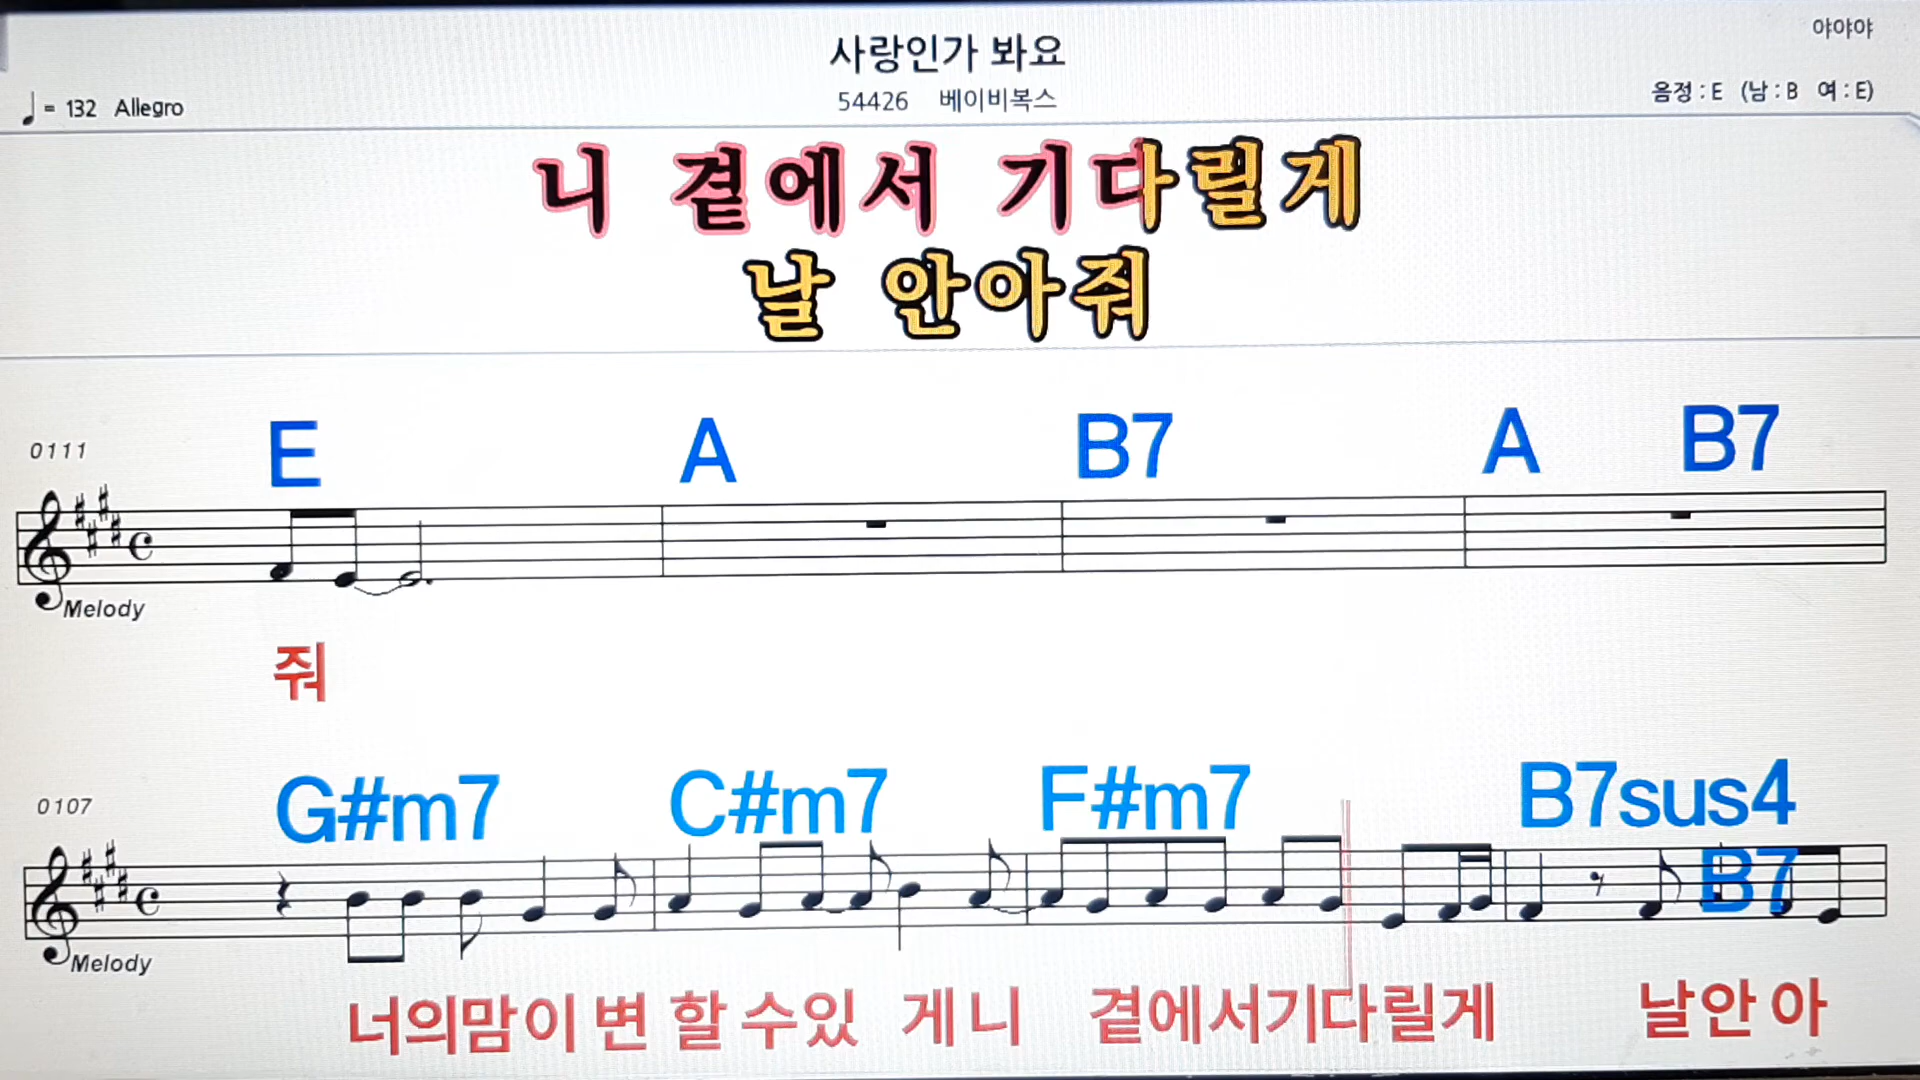 야야야
사랑인가 봐요
♩= 132 Allegro
54426 베이비복스
음정 : E (남 : B 여 : E)
니 곁에서 기다릴게
날 안아줘
0111
E A B7 A B7
Melody
줘
0107
G#m7 C#m7 F#m7 B7sus4
B7
Melody
너의맘이 변 할 수있 게 니 곁에서기다릴게 날안 아